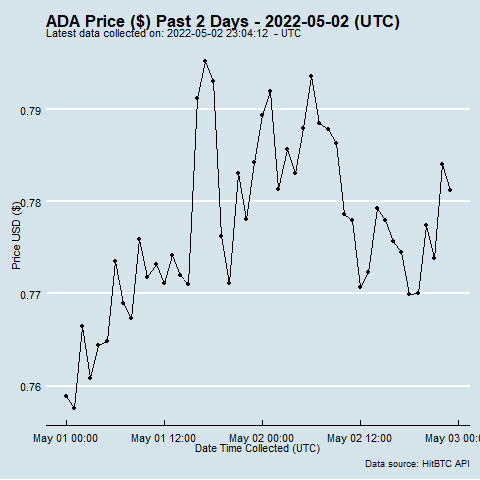 ADA Price ($) Past 2 Days - 2022-05-02 (UTC)
Latest data collected on: 2022-05-02 23:04:12 - UTC
0.79
0.78
0.77
0.76
Price USD ($)
May 01 00:00 May 01 12:00 May 02 00:00 May 02 12:00 May 03 00:
Date Time Collected (UTC)
Data source: HitBTC API